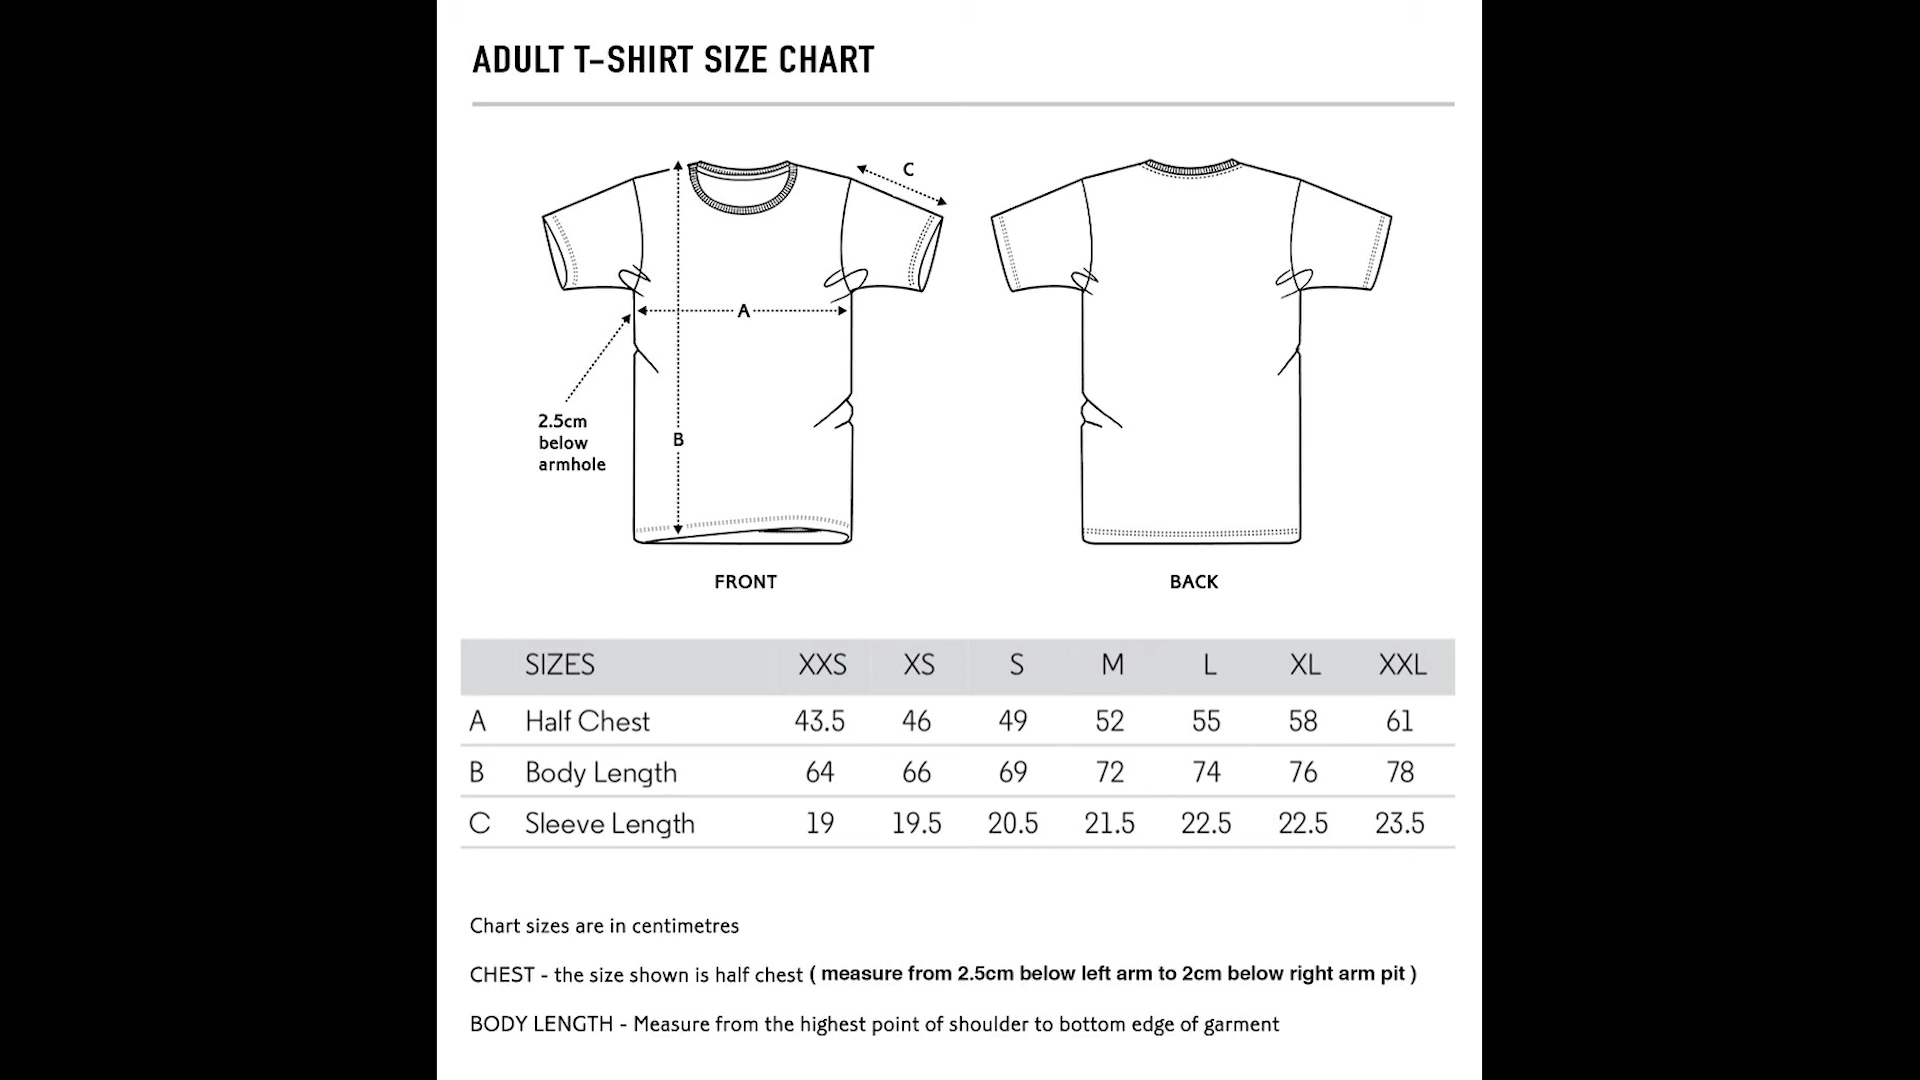 ADULT T-SHIRT SIZE CHART
C
A
2.5cm
below
armhole
B
FRONT
BACK
SIZES XXS XS S M L XL XXL
A Half Chest 43.5 46 49 52 55 58 61
B Body Length 64 66 69 72 74 76 78
C Sleeve Length 19 19.5 20.5 21.5 22.5 22.5 23.5
Chart sizes are in centimetres
CHEST - the size shown is half chest ( measure from 2.5cm below left arm to 2cm below right arm pit )
BODY LENGTH - Measure from the highest point of shoulder to bottom edge of garment